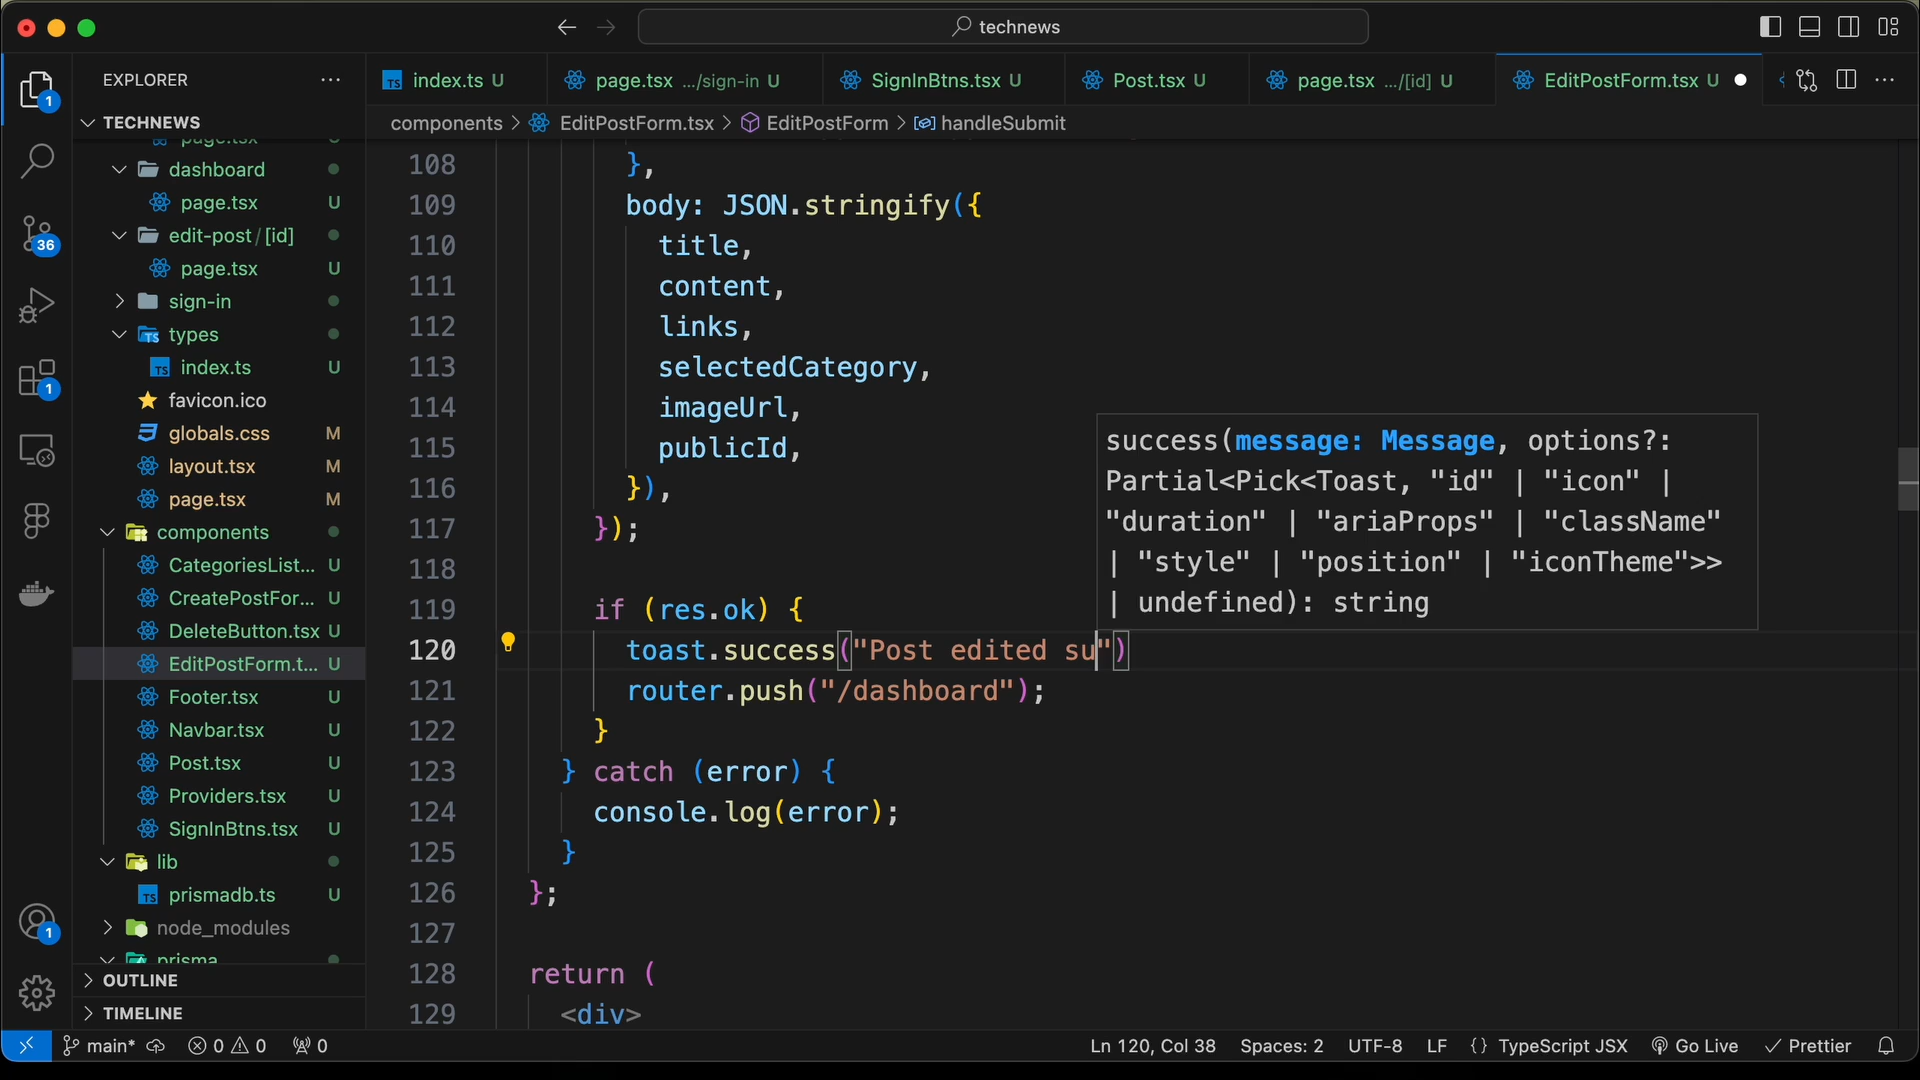 technews
EXPLORER
TECHNEWS
page.tsx U
dashboard
page.tsx U
edit-post/[id]
page.tsx U
sign-in
types
index.ts U
favicon.ico
globals.css M
layout.tsx M
page.tsx M
components
CategoriesList... U
CreatePostFor... U
DeleteButton.tsx U
EditPostForm.t... U
Footer.tsx U
Navbar.tsx U
Post.tsx U
Providers.tsx U
SignInBtns.tsx U
lib
prismadb.ts U
node_modules
prisma
OUTLINE
TIMELINE
1
36
1
1
index.ts U
page.tsx .../sign-in U
SignInBtns.tsx U
Post.tsx U
page.tsx .../[id] U
EditPostForm.tsx U
components > EditPostForm.tsx > EditPostForm > handleSubmit
108 },
109 body: JSON.stringify({
110 title,
111 content,
112 links,
113 selectedCategory,
114 imageUrl,
115 publicId,
116 }),
117 });
118
119 if (res.ok) {
120 toast.success("Post edited su")
121 router.push("/dashboard");
122 }
123 } catch (error) {
124 console.log(error);
125 }
126 };
127
128 return (
129 <div>
success(message: Message, options?:
Partial<Pick<Toast, "id" | "icon" |
"duration" | "ariaProps" | "className"
| "style" | "position" | "iconTheme">>
| undefined): string
main* 0 0 0 Ln 120, Col 38 Spaces: 2 UTF-8 LF {} TypeScript JSX Go Live Prettier